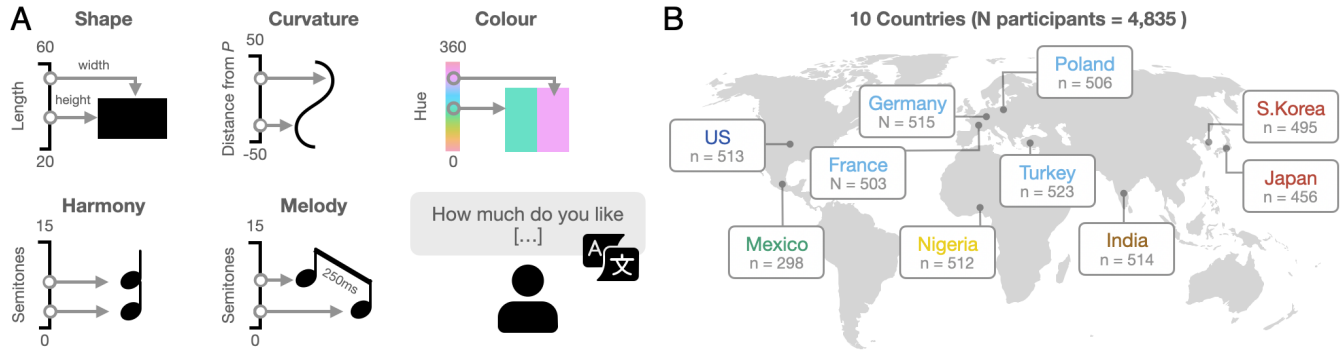 A
Shape
60
width
height
Length
20
Curvature
50
Distance from P
-50
Colour
360
Hue
0
Harmony
15
Semitones
0
Melody
15
Semitones
250ms
0
How much do you like
[...]
A
文
B
10 Countries (N participants = 4,835 )
Poland
n = 506
Germany
N = 515
S.Korea
n = 495
US
n = 513
France
N = 503
Turkey
n = 523
Japan
n = 456
Mexico
n = 298
Nigeria
n = 512
India
n = 514